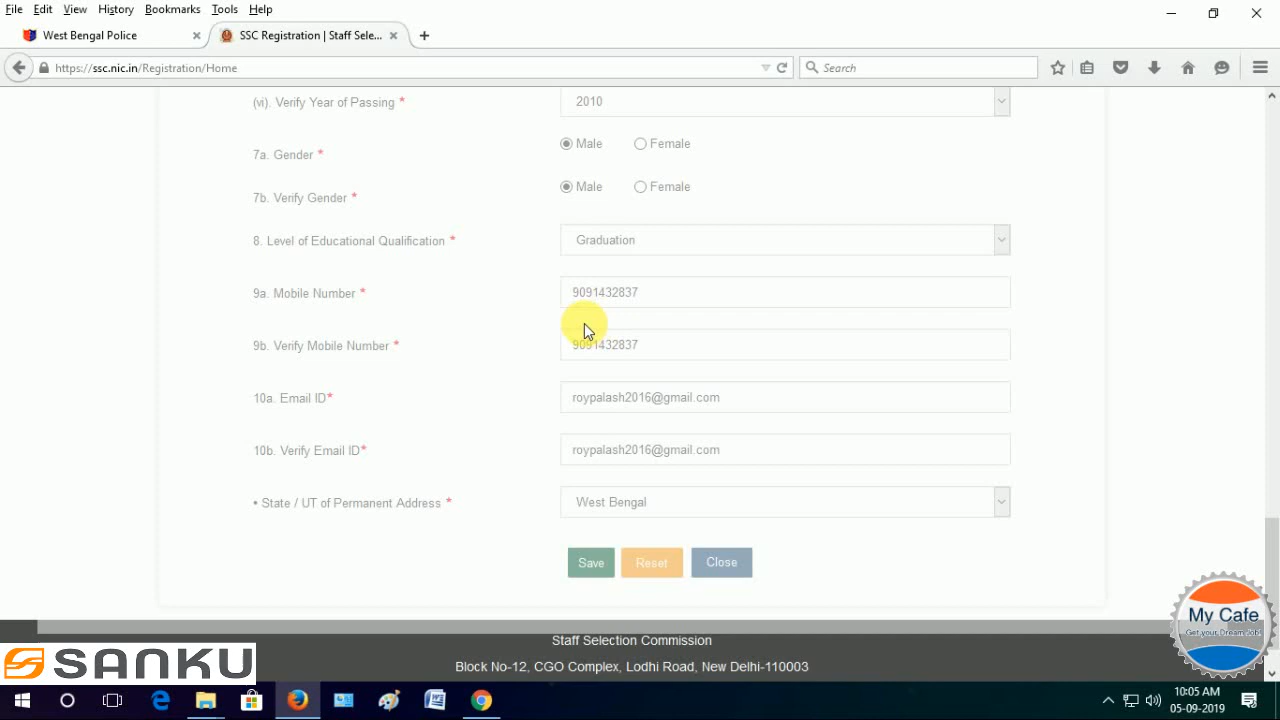 File Edit View History Bookmarks Tools Help
West Bengal Police
SSC Registration | Staff Sele...
https://ssc.nic.in/Registration/Home
Search
(vi). Verify Year of Passing *
2010
7a. Gender *
Male Female
7b. Verify Gender *
Male Female
8. Level of Educational Qualification *
Graduation
9a. Mobile Number *
9091432837
9b. Verify Mobile Number *
9091432837
10a. Email ID*
roypalash2016@gmail.com
10b. Verify Email ID*
roypalash2016@gmail.com
• State / UT of Permanent Address *
West Bengal
Save Reset Close
My Cafe
Get your Dream Job!
Staff Selection Commission
Block No-12, CGO Complex, Lodhi Road, New Delhi-110003
SANKU
10:05 AM
05-09-2019